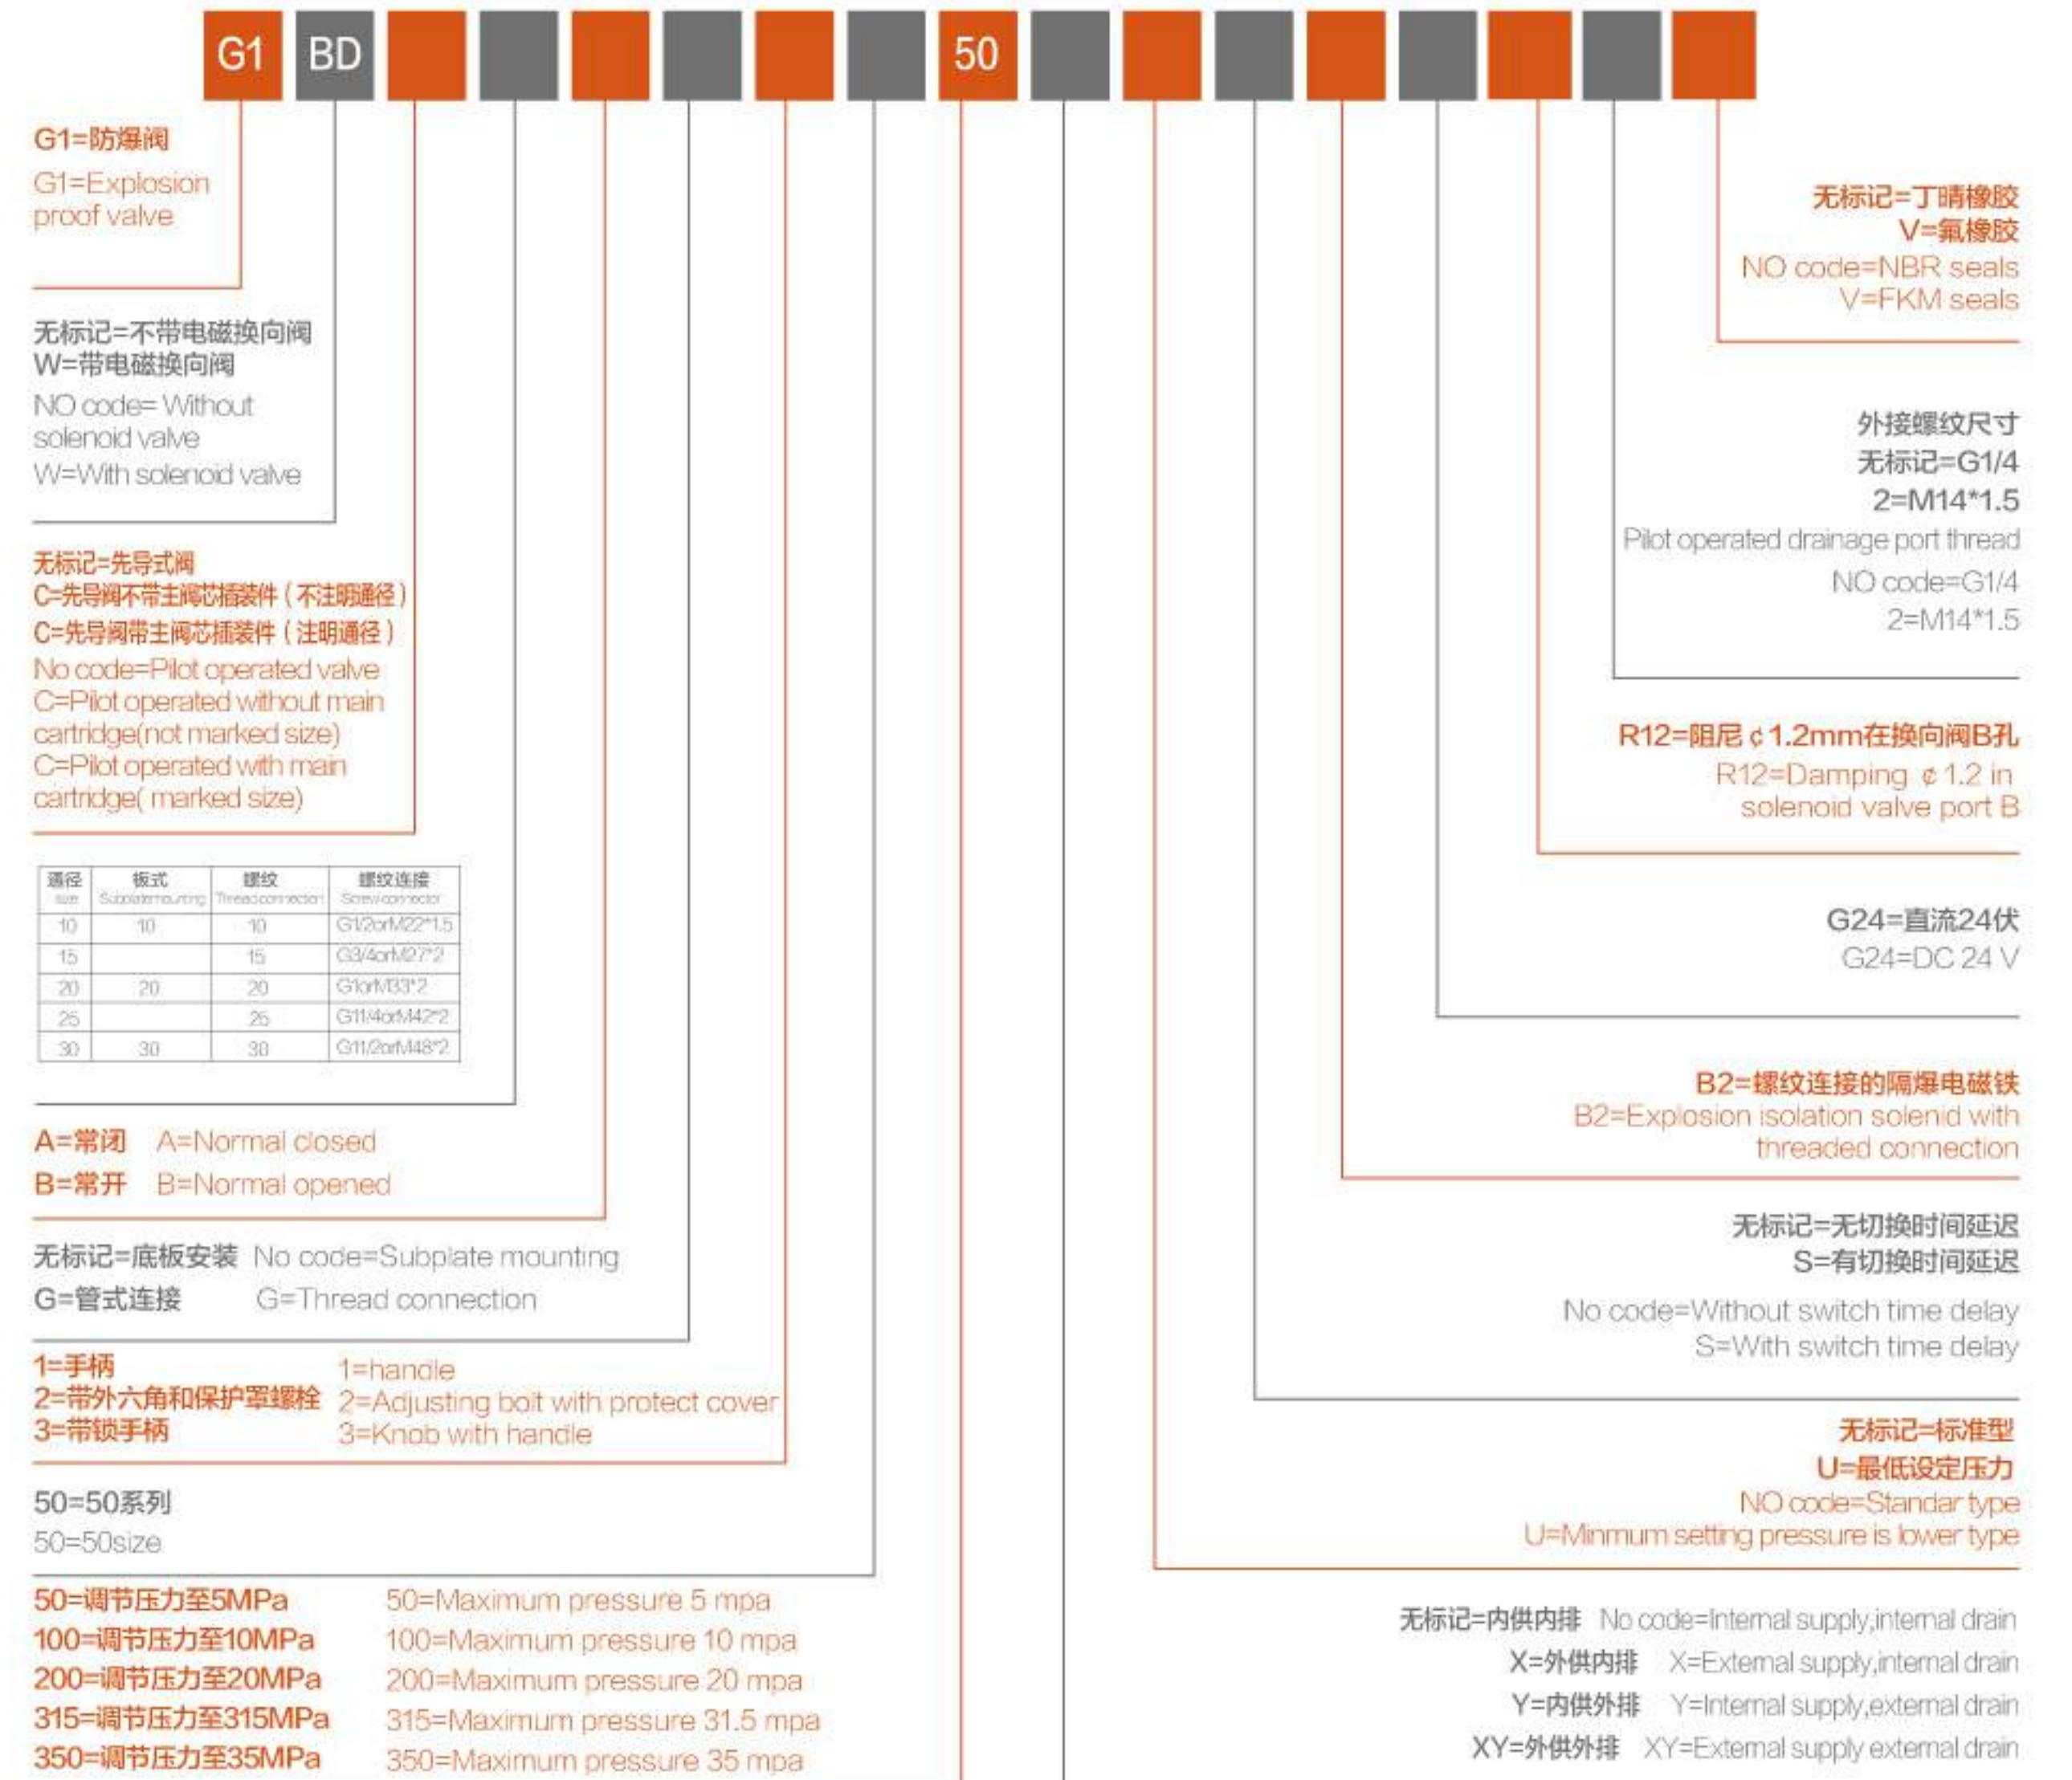 G1 BD 50
G1=防爆阀
G1=Explosion
proof valve
无标记=不带电磁换向阀
W=带电磁换向阀
NO code= Without
solenoid valve
W=With solenoid valve
无标记=先导式阀
C=先导阀不带主阀芯插装件（不注明通径）
C=先导阀带主阀芯插装件（注明通径）
No code=Pilot operated valve
C=Pilot operated without main
cartridge(not marked size)
C=Pilot operated with main
cartridge( marked size)
通径 板式 螺纹 螺纹连接
size Subplatemounting Threadconnection Screwconnector
10 10 10 G1/2orM22*1.5
15 15 G3/4orM27*2
20 20 20 G1orM33*2
25 25 G11/4orM42*2
30 30 30 G11/2orM48*2
A=常闭 A=Normal closed
B=常开 B=Normal opened
无标记=底板安装 No code=Subplate mounting
G=管式连接 G=Thread connection
1=手柄 1=handle
2=带外六角和保护罩螺栓 2=Adjusting bolt with protect cover
3=带锁手柄 3=Knob with handle
50=50系列
50=50size
50=调节压力至5MPa 50=Maximum pressure 5 mpa
100=调节压力至10MPa 100=Maximum pressure 10 mpa
200=调节压力至20MPa 200=Maximum pressure 20 mpa
315=调节压力至315MPa 315=Maximum pressure 31.5 mpa
350=调节压力至35MPa 350=Maximum pressure 35 mpa
无标记=丁晴橡胶
V=氟橡胶
NO code=NBR seals
V=FKM seals
外接螺纹尺寸
无标记=G1/4
2=M14*1.5
Pilot operated drainage port thread
NO code=G1/4
2=M14*1.5
R12=阻尼￠1.2mm在换向阀B孔
R12=Damping ￠1.2 in
solenoid valve port B
G24=直流24伏
G24=DC 24 V
B2=螺纹连接的隔爆电磁铁
B2=Explosion isolation solenid with
threaded connection
无标记=无切换时间延迟
S=有切换时间延迟
No code=Without switch time delay
S=With switch time delay
无标记=标准型
U=最低设定压力
NO code=Standar type
U=Minmum setting pressure is lower type
无标记=内供内排 No code=Internal supply,internal drain
X=外供内排 X=External supply,internal drain
Y=内供外排 Y=Internal supply,external drain
XY=外供外排 XY=External supply external drain